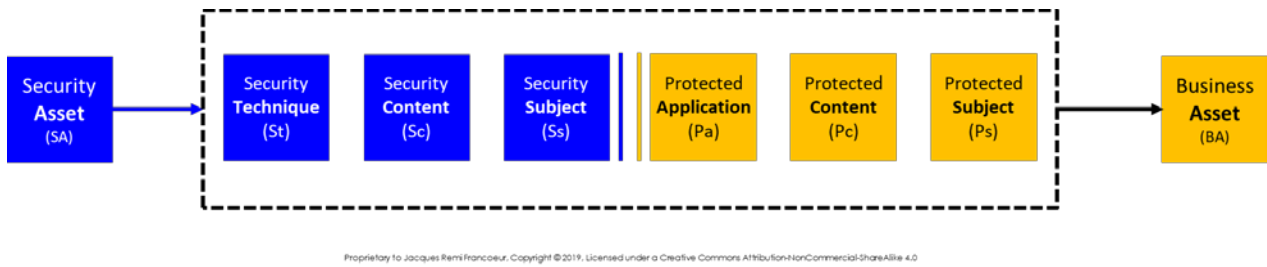 Security
Asset
(SA)
Security
Technique
(St)
Security
Content
(Sc)
Security
Subject
(Ss)
Protected
Application
(Pa)
Protected
Content
(Pc)
Protected
Subject
(Ps)
Business
Asset
(BA)
Proprietary to Jacques Remi Francoeur, Copyright © 2019, Licensed under a Creative Commons Attribution-NonCommercial-ShareAlike 4.0